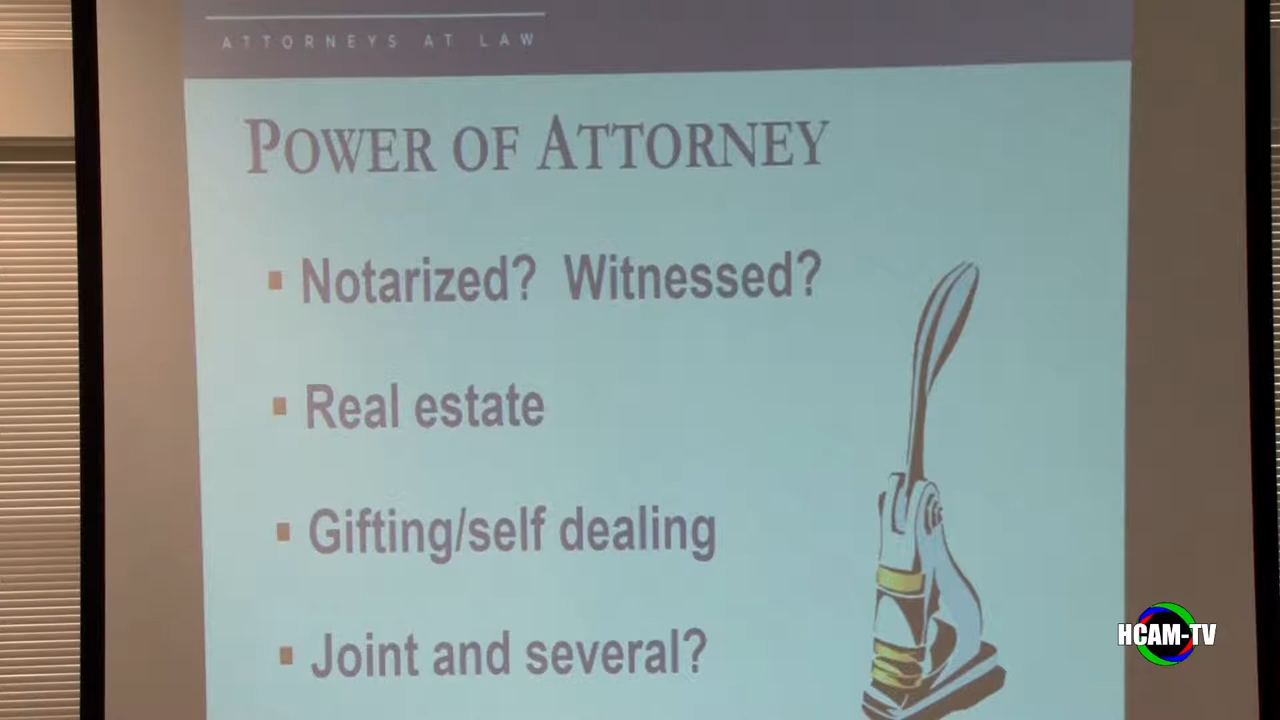 ATTORNEYS AT LAW
POWER OF ATTORNEY
▪ Notarized?  Witnessed?
▪ Real estate
▪ Gifting/self dealing
▪ Joint and several?
HCAM-TV